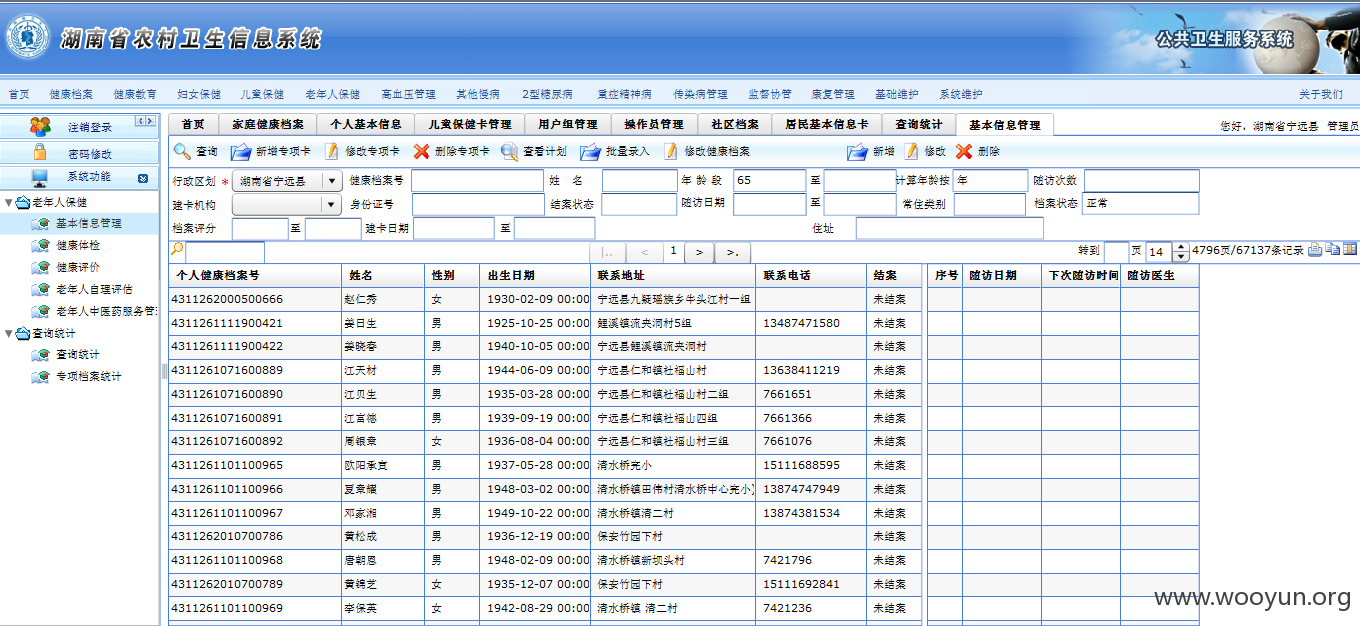 湖南省农村卫生信息系统
公共卫生服务系统
首页 健康档案 健康教育 妇女保健 儿童保健 老年人保健 高血压管理 其他慢病 2型糖尿病 重症精神病 传染病管理 监督协管 康复管理 基础维护 系统维护 关于我们
注销登录
密码修改
系统功能
老年人保健
基本信息管理
健康体检
健康评价
老年人自理评估
老年人中医药服务管
查询统计
查询统计
专项档案统计
首页 家庭健康档案 个人基本信息 儿童保健卡管理 用户组管理 操作员管理 社区档案 居民基本信息卡 查询统计 基本信息管理 您好, 湖南省宁远县 管理员
查询 新增专项卡 修改专项卡 删除专项卡 查看计划 批量录入 修改健康档案 新增 修改 删除
行政区划 * 湖南省宁远县 健康档案号 姓 名 年 龄 段 65 至 计算年龄按 年 随访次数
建卡机构 身份证号 结案状态 随访日期 至 常住类别 档案状态 正常
档案评分 至 建卡日期 至 住址
|.. < 1 > >. 转到 页 14 4796页/67137条记录
个人健康档案号 姓名 性别 出生日期 联系地址 联系电话 结案 序号 随访日期 下次随访时间 随访医生
4311262000500666 赵仁秀 女 1930-02-09 00:00 宁远县九疑瑶族乡牛头江村一组 未结案
4311261111900421 姜日生 男 1925-10-25 00:00 鲤溪镇流夹洞村5组 13487471580 未结案
4311261111900422 姜晓春 男 1940-10-05 00:00 宁远县鲤溪镇流夹洞村 未结案
4311261071600889 江天材 男 1944-06-09 00:00 宁远县仁和镇社福山村 13638411219 未结案
4311261071600890 江贝生 男 1935-03-28 00:00 宁远县仁和镇社福山村二组 7661651 未结案
4311261071600891 江富德 男 1939-09-19 00:00 宁远县仁和镇社福山四组 7661366 未结案
4311261071600892 周银章 女 1936-08-04 00:00 宁远县仁和镇社福山村三组 7661076 未结案
4311261101100965 欧阳承宽 男 1937-05-28 00:00 清水桥完小 15111688595 未结案
4311261101100966 夏章耀 男 1948-03-02 00:00 清水桥镇田伟村清水桥中心完小) 13874747949 未结案
4311261101100967 邓家湘 男 1949-10-22 00:00 清水桥镇清二村 13874381534 未结案
4311262010700786 黄松成 男 1936-12-19 00:00 保安竹园下村 未结案
4311261101100968 唐朝恩 男 1948-02-09 00:00 清水桥镇新坝头村 7421796 未结案
4311262010700789 黄锦芝 女 1935-12-07 00:00 保安竹园下村 15111692841 未结案
4311261101100969 李保英 女 1942-08-29 00:00 清水桥镇 清二村 7421236 未结案
www.wooyun.org